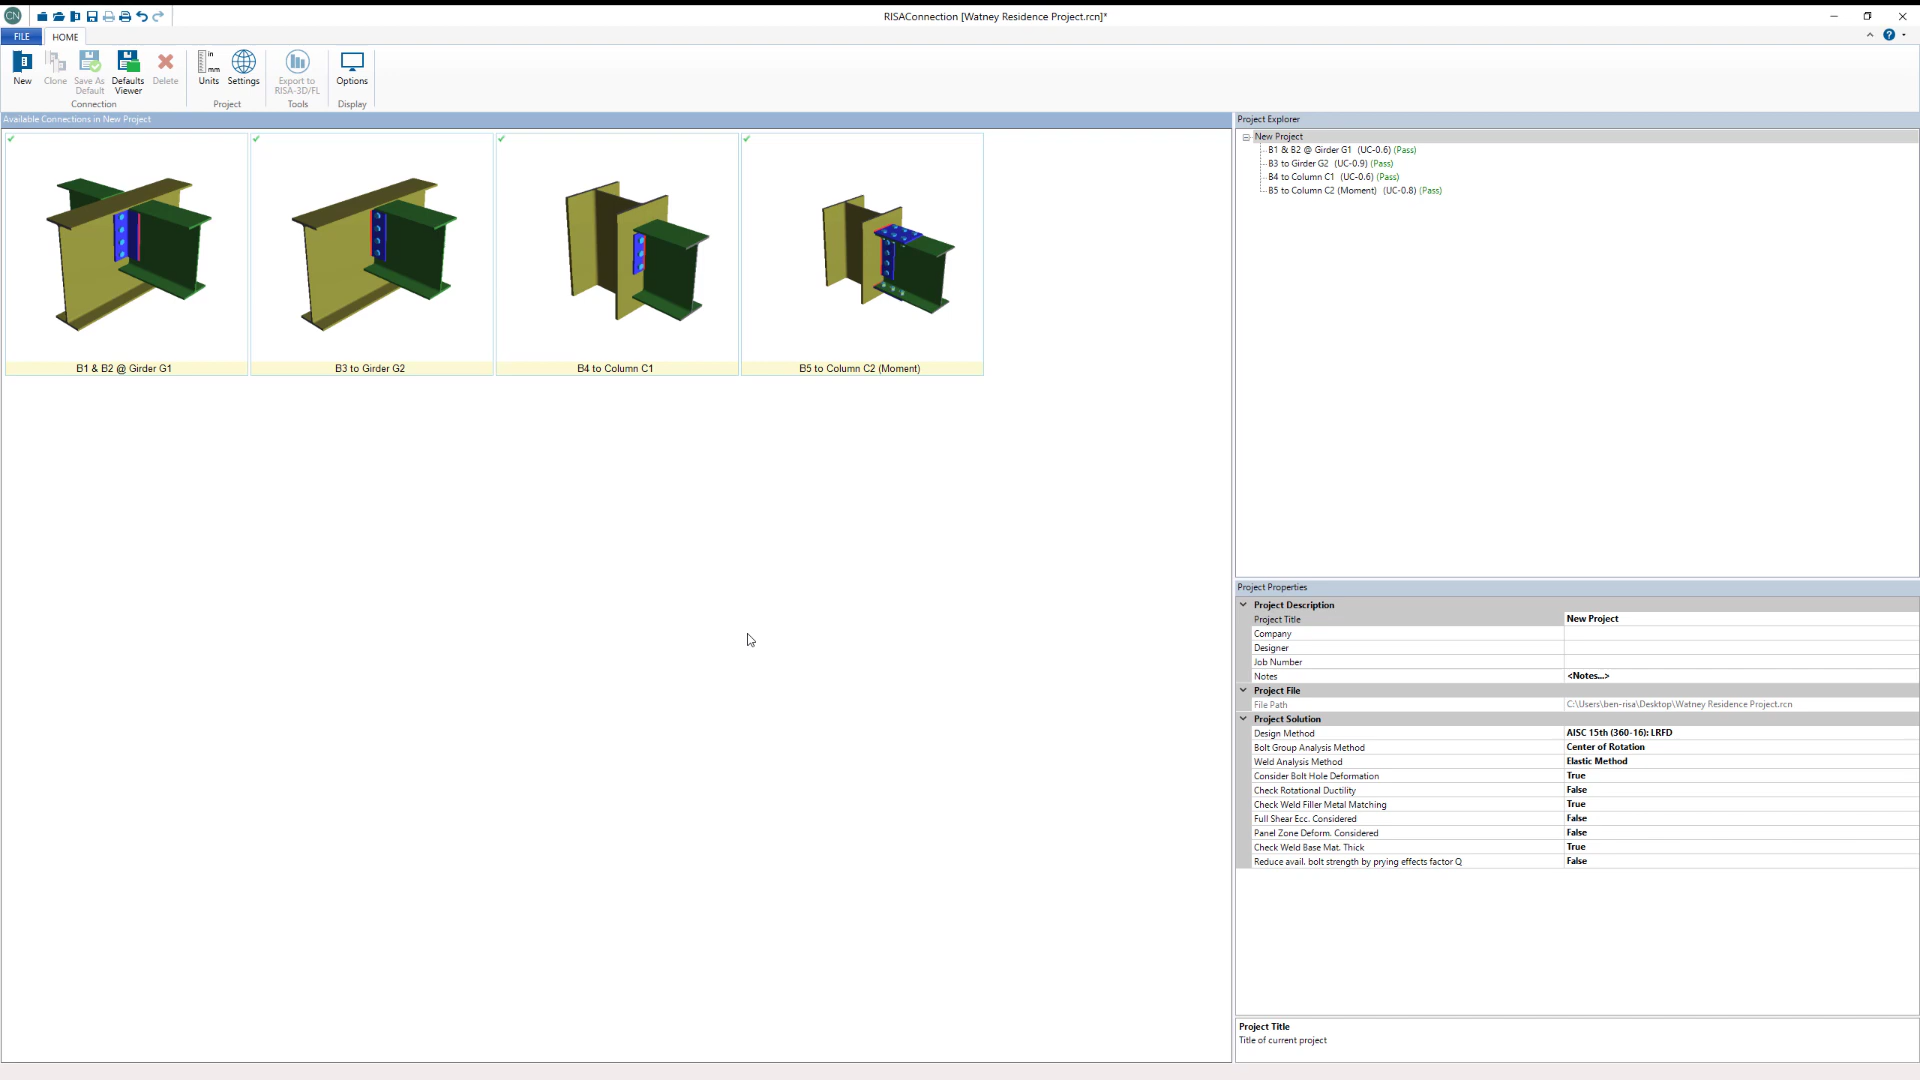 CN
RISAConnection [Watney Residence Project.rcn]*
FILE HOME
New Clone Save As Default Defaults Viewer Delete in mm Units Settings Export to RISA-3D/FL Options
Connection Project Tools Display
Available Connections in New Project
B1 & B2 @ Girder G1
B3 to Girder G2
B4 to Column C1
B5 to Column C2 (Moment)
Project Explorer
New Project
B1 & B2 @ Girder G1 (UC-0.6) (Pass)
B3 to Girder G2 (UC-0.9) (Pass)
B4 to Column C1 (UC-0.6) (Pass)
B5 to Column C2 (Moment) (UC-0.8) (Pass)
Project Properties
Project Description
Project Title New Project
Company
Designer
Job Number
Notes <Notes...>
Project File
File Path C:\Users\ben-risa\Desktop\Watney Residence Project.rcn
Project Solution
Design Method AISC 15th (360-16): LRFD
Bolt Group Analysis Method Center of Rotation
Weld Analysis Method Elastic Method
Consider Bolt Hole Deformation True
Check Rotational Ductility False
Check Weld Filler Metal Matching True
Full Shear Ecc. Considered False
Panel Zone Deform. Considered False
Check Weld Base Mat. Thick True
Reduce avail. bolt strength by prying effects factor Q False
Project Title
Title of current project